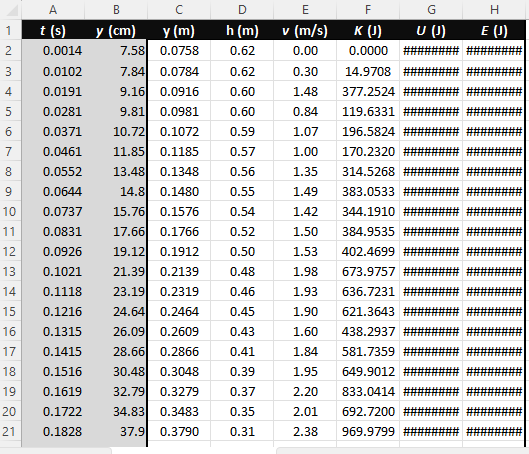 A B C D E F G H
1 t (s) y (cm) y (m) h (m) v (m/s) K (J) U (J) E (J)
2 0.0014 7.58 0.0758 0.62 0.00 0.0000 ######## ########
3 0.0102 7.84 0.0784 0.62 0.30 14.9708 ######## ########
4 0.0191 9.16 0.0916 0.60 1.48 377.2524 ######## ########
5 0.0281 9.81 0.0981 0.60 0.84 119.6331 ######## ########
6 0.0371 10.72 0.1072 0.59 1.07 196.5824 ######## ########
7 0.0461 11.85 0.1185 0.57 1.00 170.2320 ######## ########
8 0.0552 13.48 0.1348 0.56 1.35 314.5268 ######## ########
9 0.0644 14.8 0.1480 0.55 1.49 383.0533 ######## ########
10 0.0737 15.76 0.1576 0.54 1.42 344.1910 ######## ########
11 0.0831 17.66 0.1766 0.52 1.50 384.9535 ######## ########
12 0.0926 19.12 0.1912 0.50 1.53 402.4699 ######## ########
13 0.1021 21.39 0.2139 0.48 1.98 673.9757 ######## ########
14 0.1118 23.19 0.2319 0.46 1.93 636.7231 ######## ########
15 0.1216 24.64 0.2464 0.45 1.90 621.3643 ######## ########
16 0.1315 26.09 0.2609 0.43 1.60 438.2937 ######## ########
17 0.1415 28.66 0.2866 0.41 1.84 581.7359 ######## ########
18 0.1516 30.48 0.3048 0.39 1.95 649.9012 ######## ########
19 0.1619 32.79 0.3279 0.37 2.20 833.0414 ######## ########
20 0.1722 34.83 0.3483 0.35 2.01 692.7200 ######## ########
21 0.1828 37.9 0.3790 0.31 2.38 969.9799 ######## ########